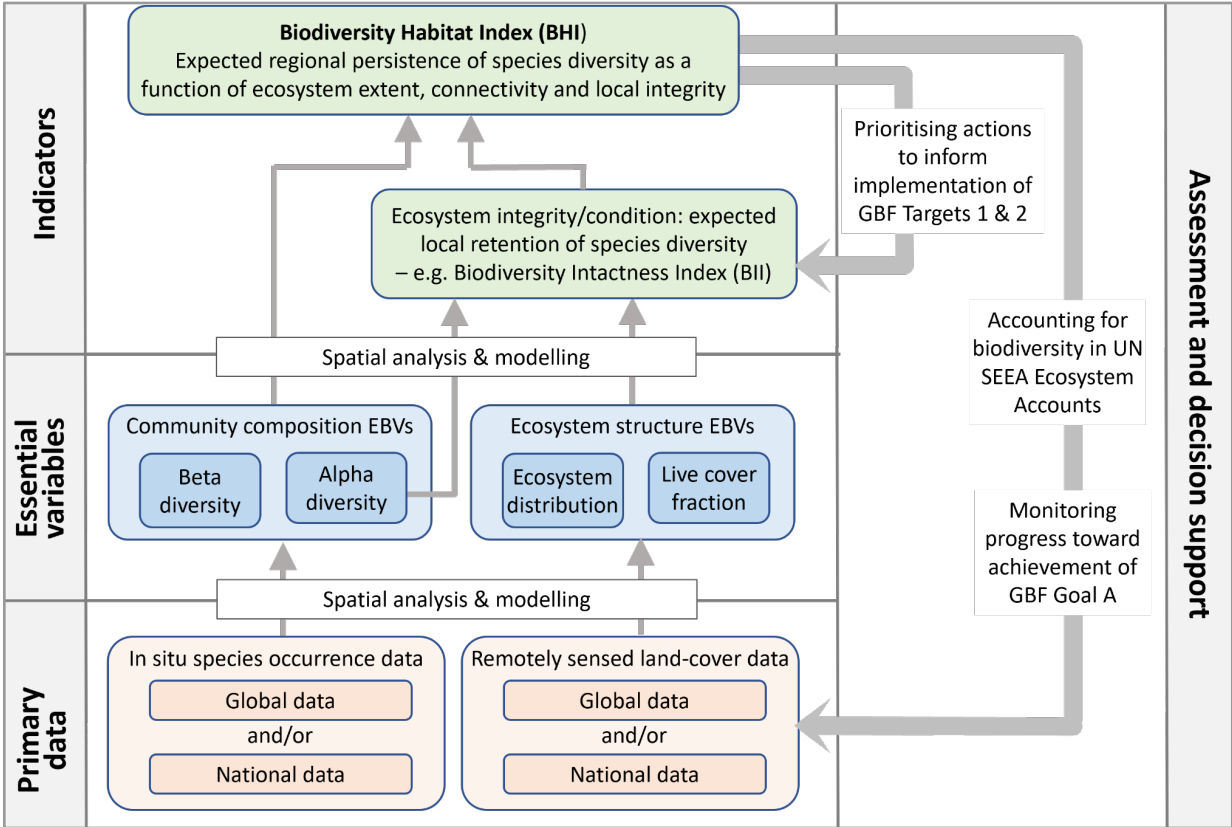 Indicators
Biodiversity Habitat Index (BHI)
Expected regional persistence of species diversity as a
function of ecosystem extent, connectivity and local integrity
Ecosystem integrity/condition: expected
local retention of species diversity
– e.g. Biodiversity Intactness Index (BII)
Spatial analysis & modelling
Essential
variables
Community composition EBVs
Beta
diversity
Alpha
diversity
Ecosystem structure EBVs
Ecosystem
distribution
Live cover
fraction
Spatial analysis & modelling
Primary
data
In situ species occurrence data
Global data
and/or
National data
Remotely sensed land-cover data
Global data
and/or
National data
Prioritising actions
to inform
implementation of
GBF Targets 1 & 2
Accounting for
biodiversity in UN
SEEA Ecosystem
Accounts
Monitoring
progress toward
achievement of
GBF Goal A
Assessment and decision support